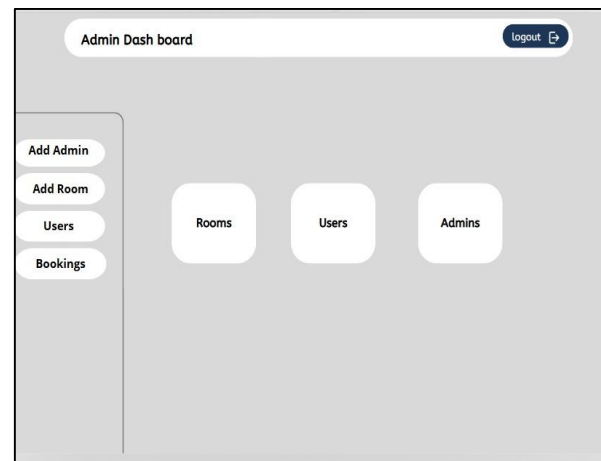 Admin Dash board
logout
Add Admin
Add Room
Users
Bookings
Rooms
Users
Admins